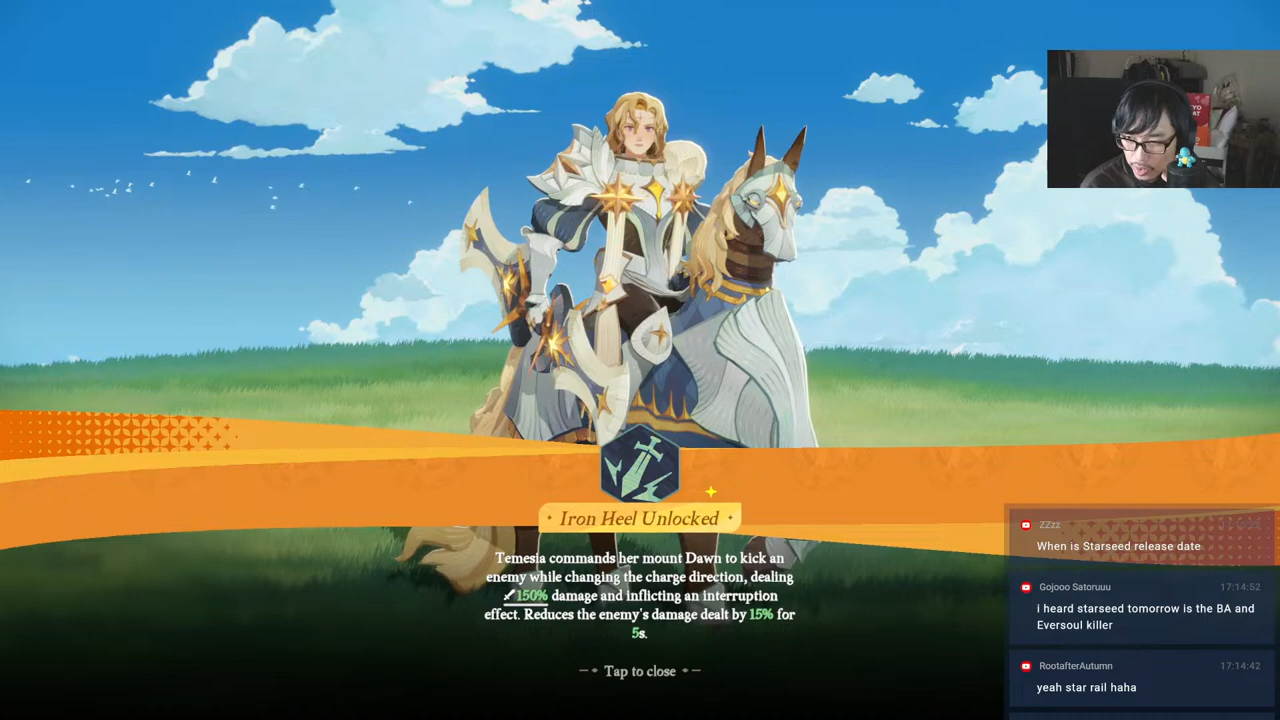 Iron Heel Unlocked
Temesia commands her mount Dawn to kick an
enemy while changing the charge direction, dealing
150% damage and inflicting an interruption
effect. Reduces the enemy's damage dealt by 15% for
5s.
Tap to close
ZZzz
When is Starseed release date
Gojooo Satoruuu 17:14:52
i heard starseed tomorrow is the BA and
Eversoul killer
RootafterAutumn 17:14:42
yeah star rail haha